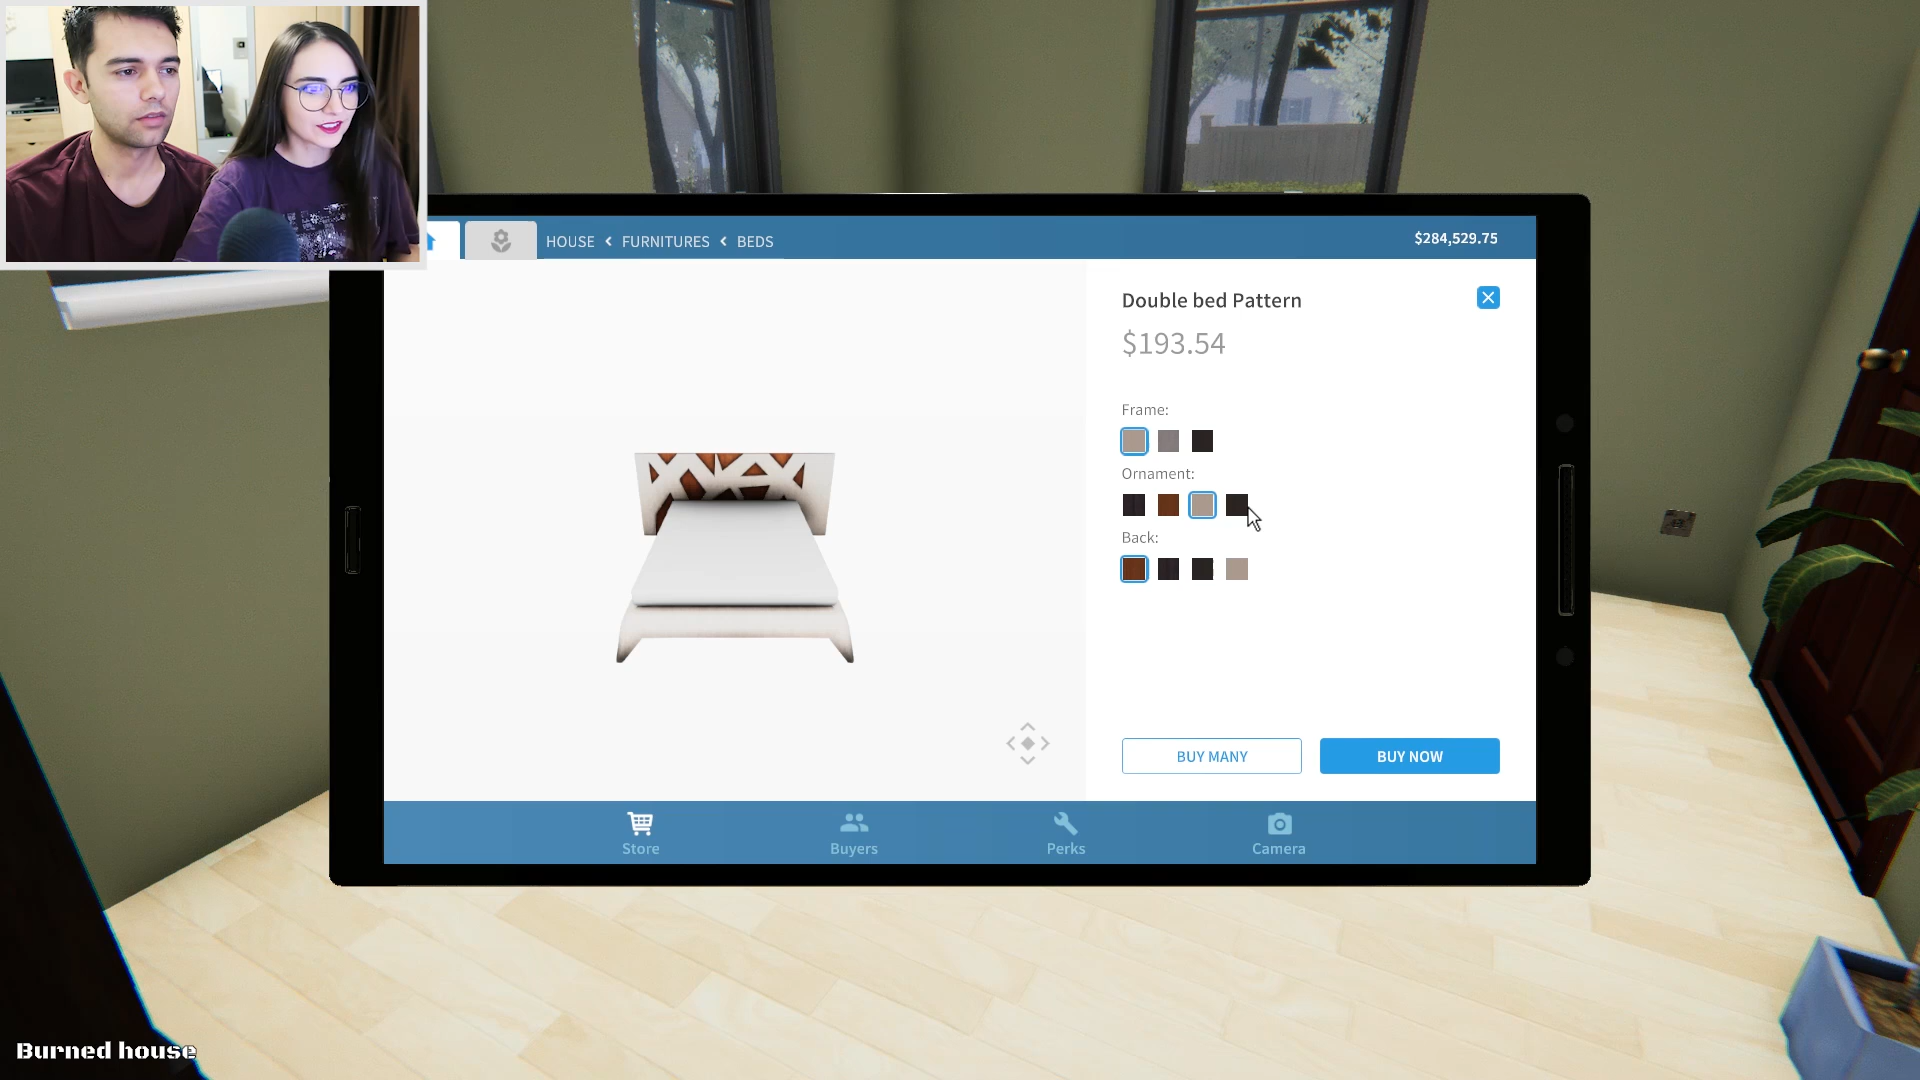 HOUSE < FURNITURES < BEDS
$284,529.75
Double bed Pattern
$193.54
Frame:
Ornament:
Back:
BUY MANY
BUY NOW
Store
Buyers
Perks
Camera
Burned house